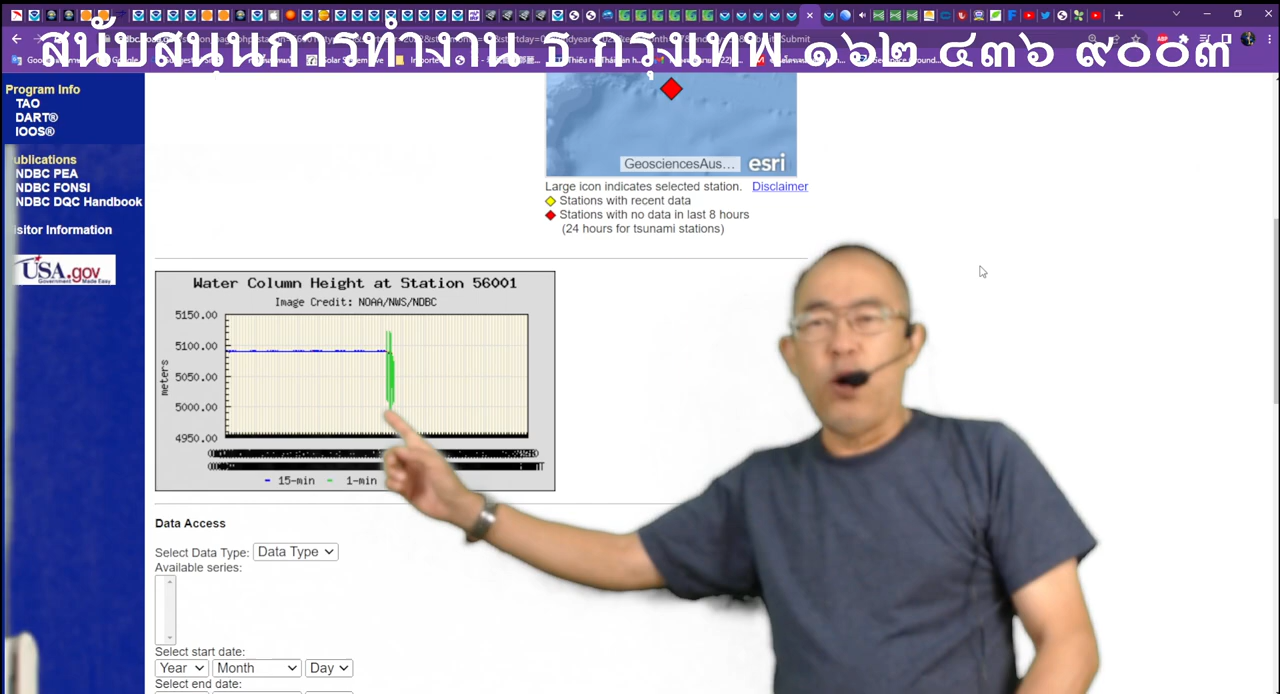 สนับสนุนการทำงาน ธ.กรุงเทพ ๑๖๒ ๔๓๖ ๙๐๐๓
Program Info
TAO
DART®
IOOS®
ublications
NDBC PEA
NDBC FONSI
NDBC DQC Handbook
isitor Information
USA.gov
Government Made Easy
GeosciencesAus...
esri
Large icon indicates selected station. Disclaimer
Stations with recent data
Stations with no data in last 8 hours
(24 hours for tsunami stations)
Water Column Height at Station 56001
Image Credit: NOAA/NWS/NDBC
5150.00
5100.00
5050.00
5000.00
4950.00
meters
15-min 1-min
Data Access
Select Data Type: Data Type
Available series:
Select start date:
Year Month Day
Select end date: